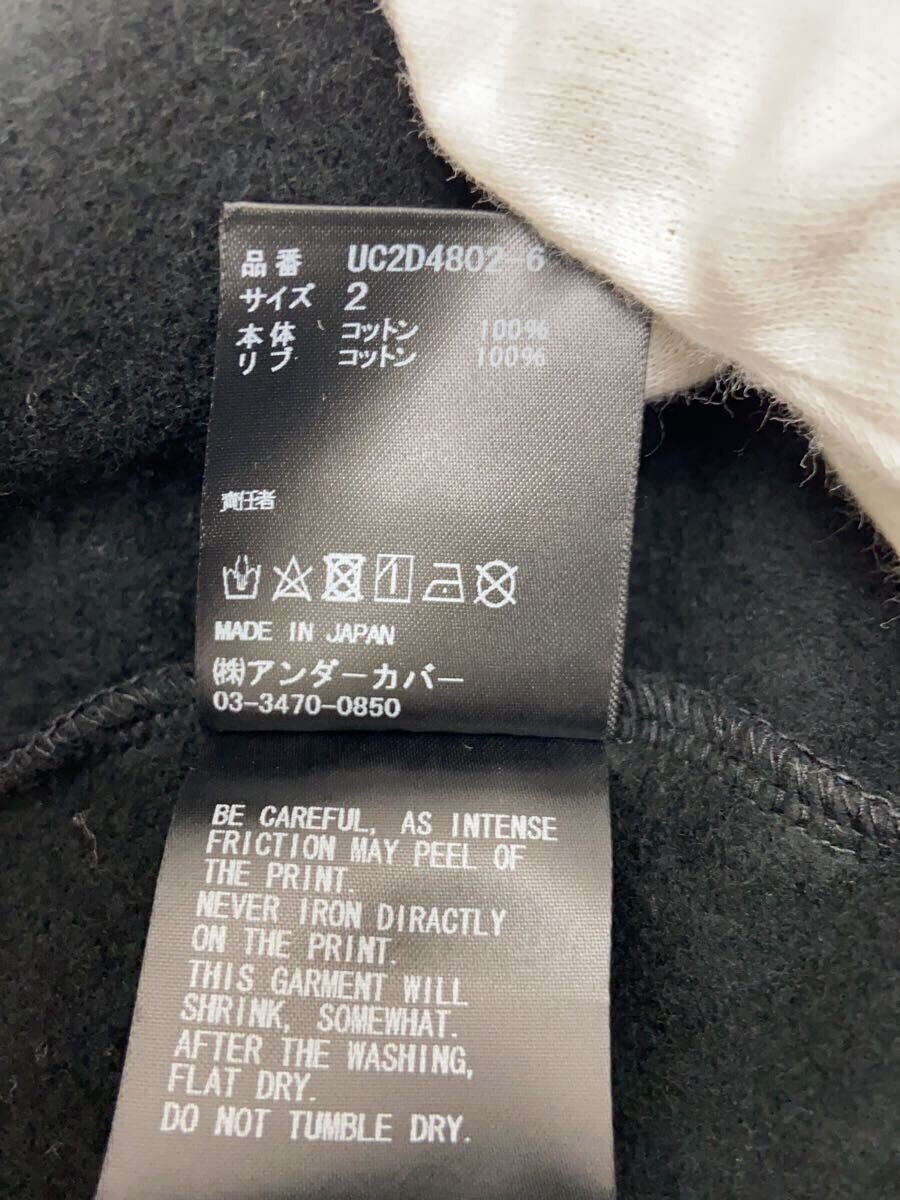 品番 UC2D4802-6
サイズ 2
本体 コットン 100%
リブ コットン 100%
責任者
MADE IN JAPAN
㈱アンダーカバー
03-3470-0850
BE CAREFUL, AS INTENSE
FRICTION MAY PEEL OF
THE PRINT.
NEVER IRON DIRACTLY
ON THE PRINT.
THIS GARMENT WILL
SHRINK, SOMEWHAT.
AFTER THE WASHING,
FLAT DRY.
DO NOT TUMBLE DRY.